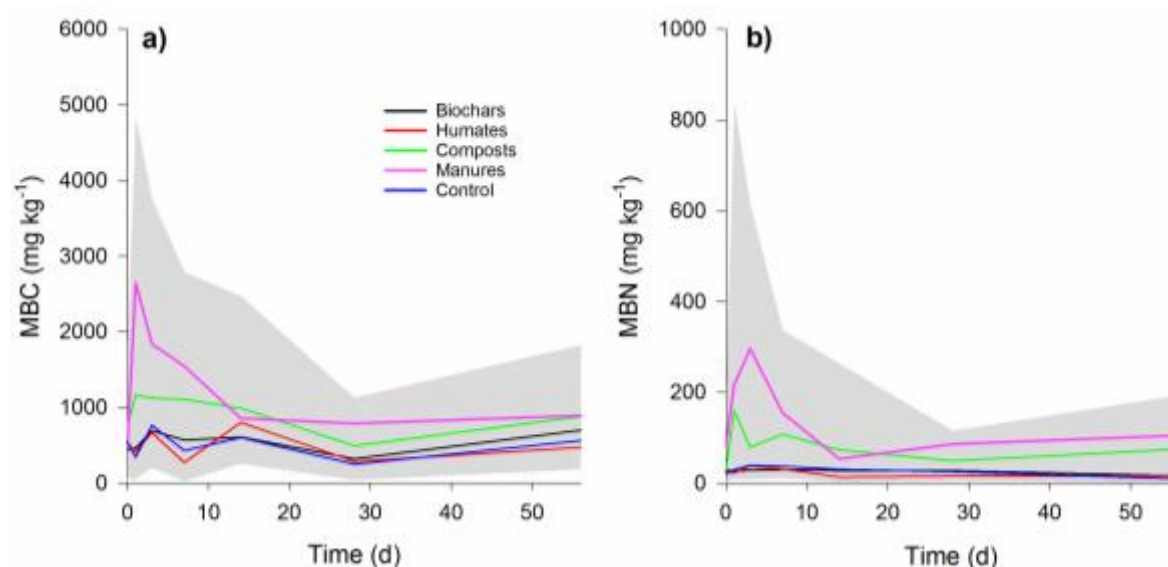 a)
6000
5000
4000
3000
2000
1000
0
MBC (mg kg⁻¹)
Biochars
Humates
Composts
Manures
Control
0 10 20 30 40 50
Time (d)
b)
1000
800
600
400
200
0
MBN (mg kg⁻¹)
0 10 20 30 40 50
Time (d)